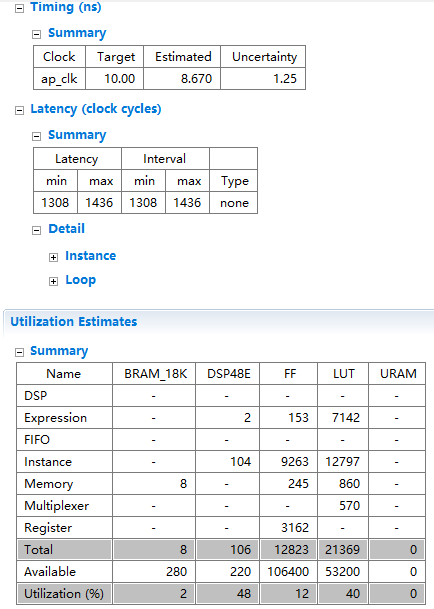 Timing (ns)
Summary
Clock Target Estimated Uncertainty
ap_clk 10.00 8.670 1.25
Latency (clock cycles)
Summary
Latency Interval
min max min max Type
1308 1436 1308 1436 none
Detail
Instance
Loop
Utilization Estimates
Summary
Name BRAM_18K DSP48E FF LUT URAM
DSP - - - - -
Expression - 2 153 7142 -
FIFO - - - - -
Instance - 104 9263 12797 -
Memory 8 - 245 860 -
Multiplexer - - - 570 -
Register - - 3162 - -
Total 8 106 12823 21369 0
Available 280 220 106400 53200 0
Utilization (%) 2 48 12 40 0